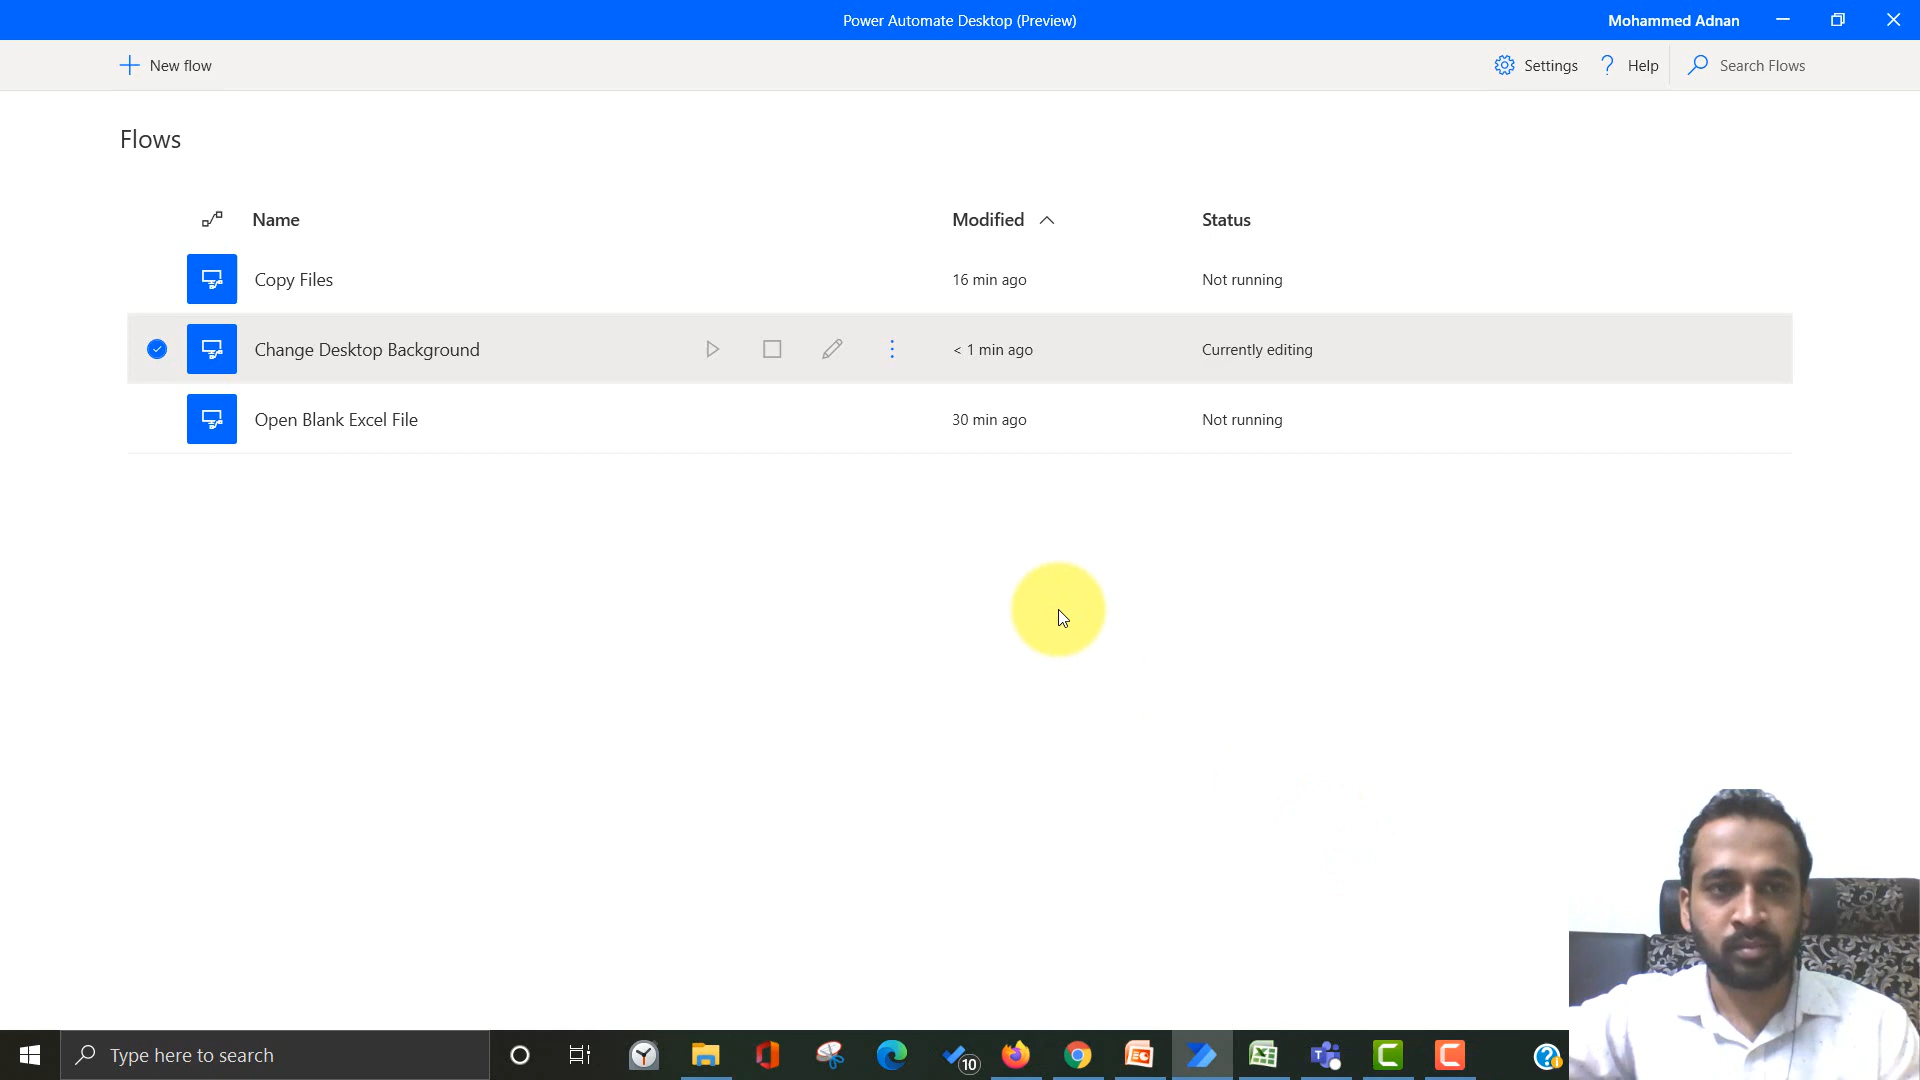 Power Automate Desktop (Preview)
Mohammed Adnan
New flow
Settings
? Help
Search Flows
Flows
Name Modified Status
Copy Files 16 min ago Not running
Change Desktop Background < 1 min ago Currently editing
Open Blank Excel File 30 min ago Not running
Type here to search
10